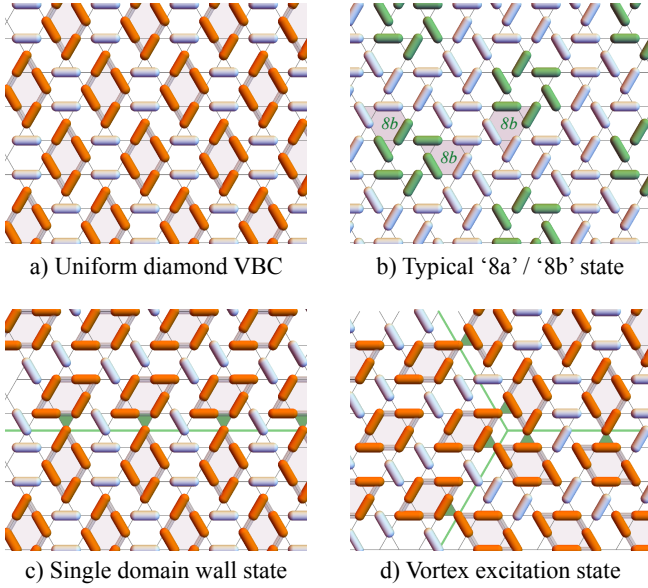 8b
8b
8b
a) Uniform diamond VBC
b) Typical ‘8a’ / ‘8b’ state
c) Single domain wall state
d) Vortex excitation state